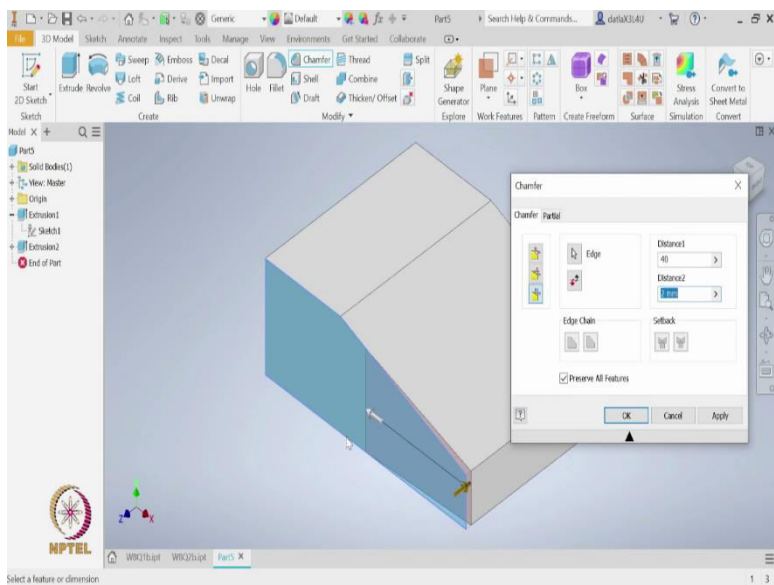 Generic Default Part5 Search Help & Commands...
File 3D Model Sketch Annotate Inspect Tools Manage View Environments Get Started Collaborate
Start 2D Sketch
Extrude Revolve
Sweep Emboss Decal
Loft Derive Import
Coil Rib Unwrap
Hole Fillet
Chamfer Thread Split
Shell Combine
Draft Thicken/ Offset
Shape Generator
Plane
Box
Stress Analysis
Convert to Sheet Metal
Sketch Create Modify Explore Work Features Pattern Create Freeform Surface Simulation Convert
Model X +
Part5
Solid Bodies(1)
View: Master
Origin
Extrusion1
Sketch1
Extrusion2
End of Part
Chamfer X
Chamfer Partial
Edge
Distance1
40 >
Distance2
>
Edge Chain
Setback
Preserve All Features
OK Cancel Apply
Z X
NPTEL
WBQ1b.ipt WBQ2b.ipt Part5 X
Select a feature or dimension
1 3